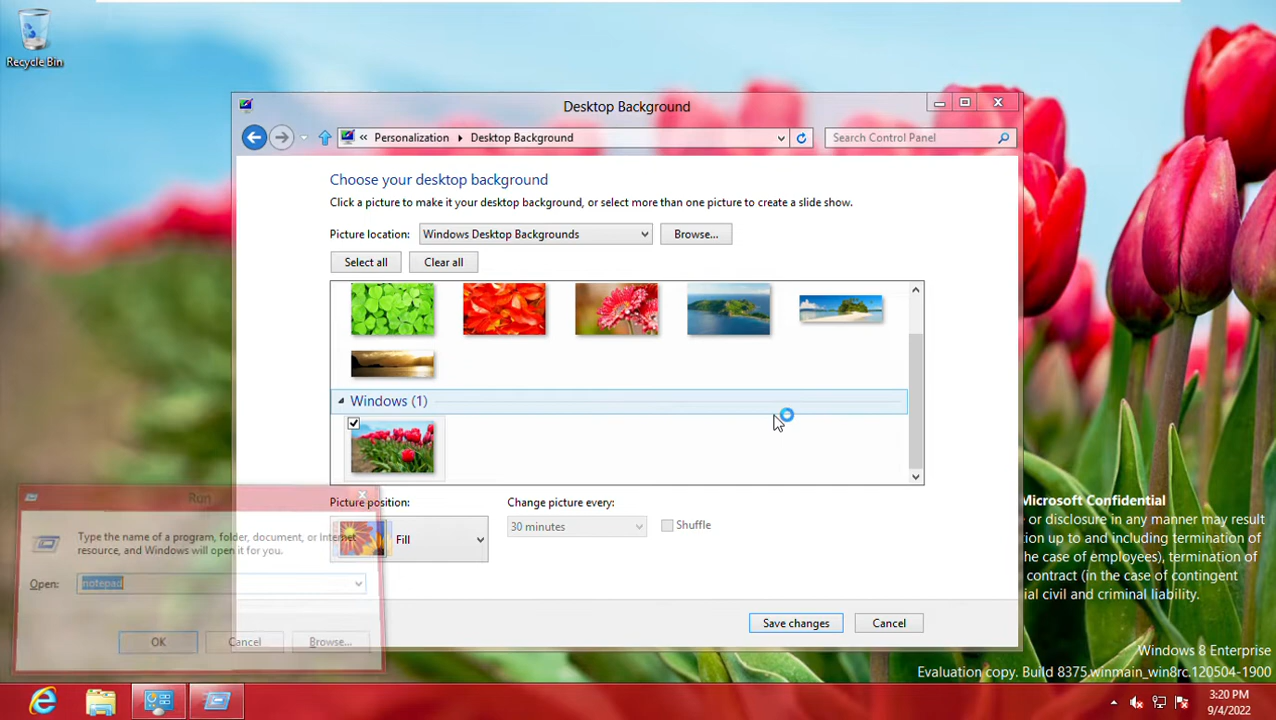 Recycle Bin
Desktop Background
« Personalization Desktop Background
Search Control Panel
Choose your desktop background
Click a picture to make it your desktop background, or select more than one picture to create a slide show.
Picture location: Windows Desktop Backgrounds Browse...
Select all Clear all
Windows (1)
Picture position: Change picture every:
Fill 30 minutes Shuffle
Save changes Cancel
Run
Type the name of a program, folder, document, or Internet
resource, and Windows will open it for you.
Open: notepad
OK Cancel Browse...
Microsoft Confidential
or disclosure in any manner may result
tion up to and including termination of
he case of employees), termination of
contract (in the case of contingent
ial civil and criminal liability.
Windows 8 Enterprise
Evaluation copy. Build 8375.winmain_win8rc.120504-1900
3:20 PM
9/4/2022